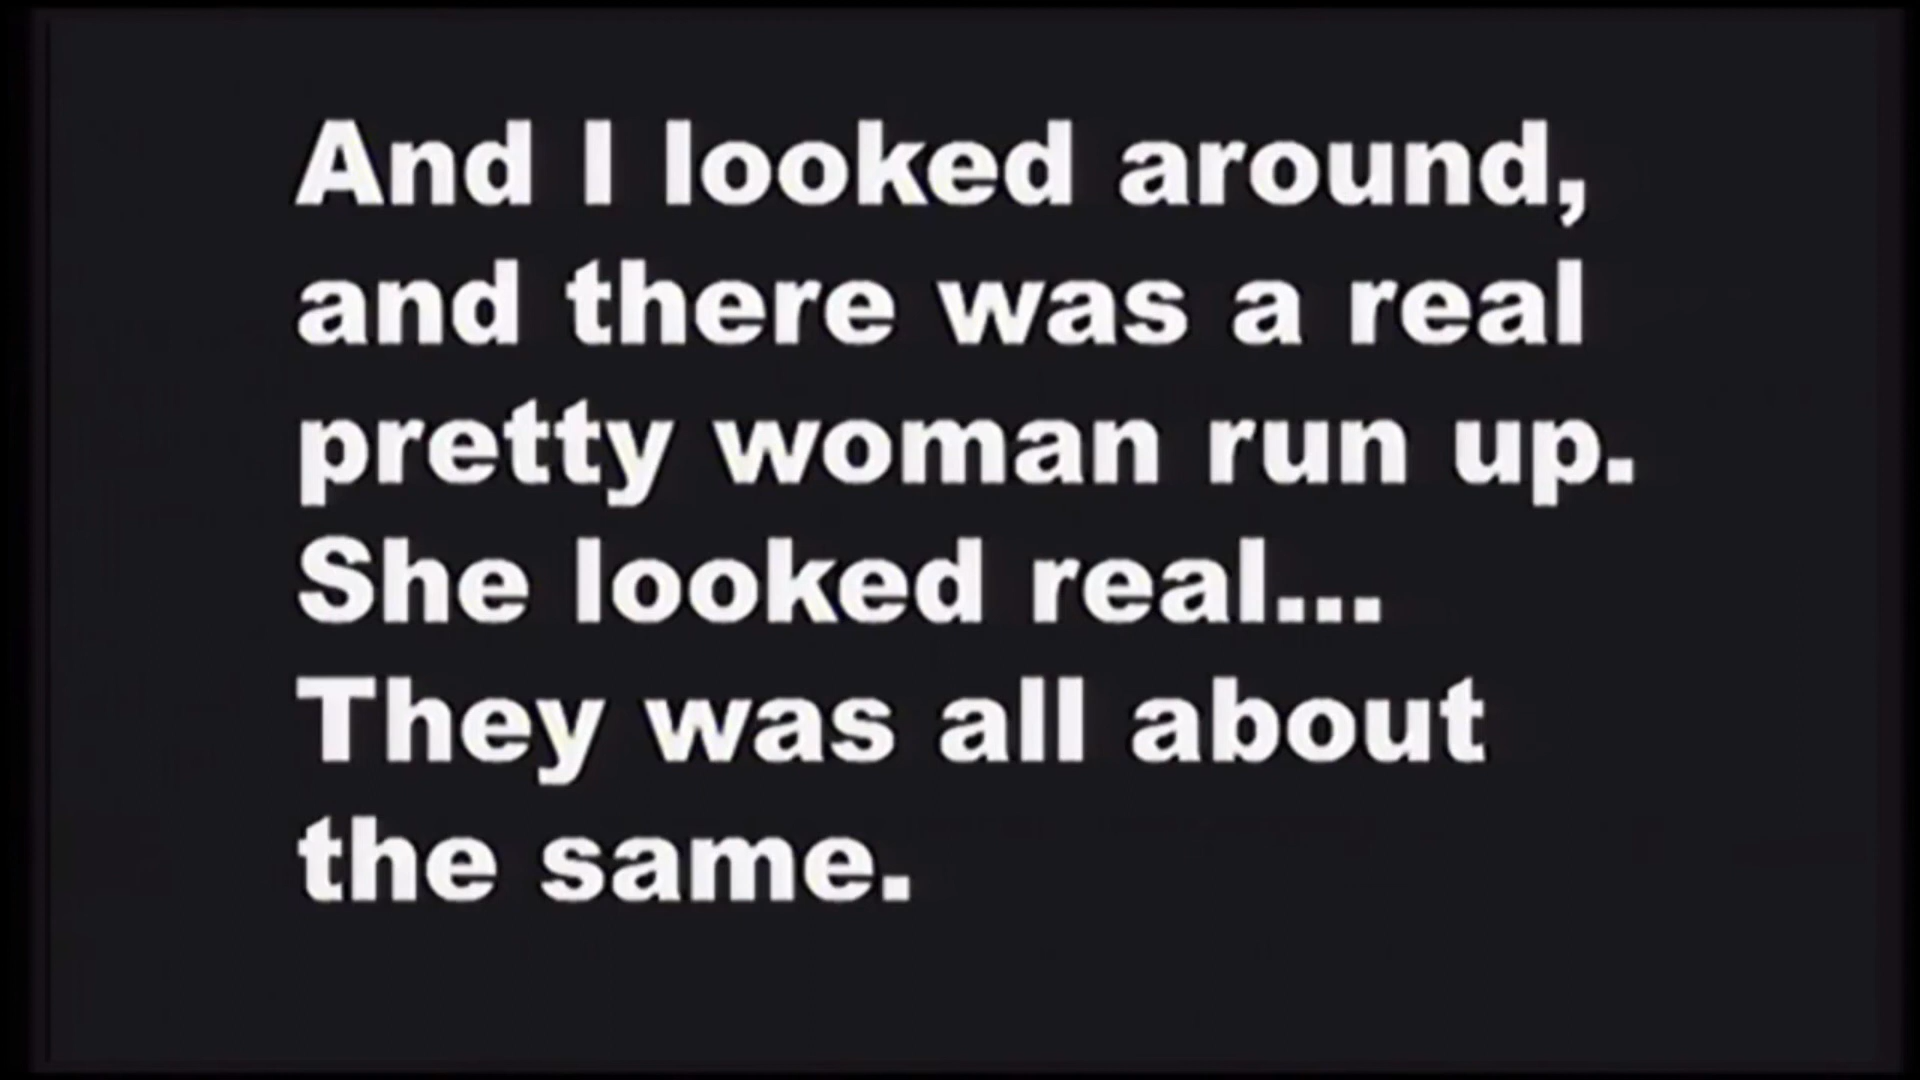 And I looked around,
and there was a real
pretty woman run up.
She looked real...
They was all about
the same.